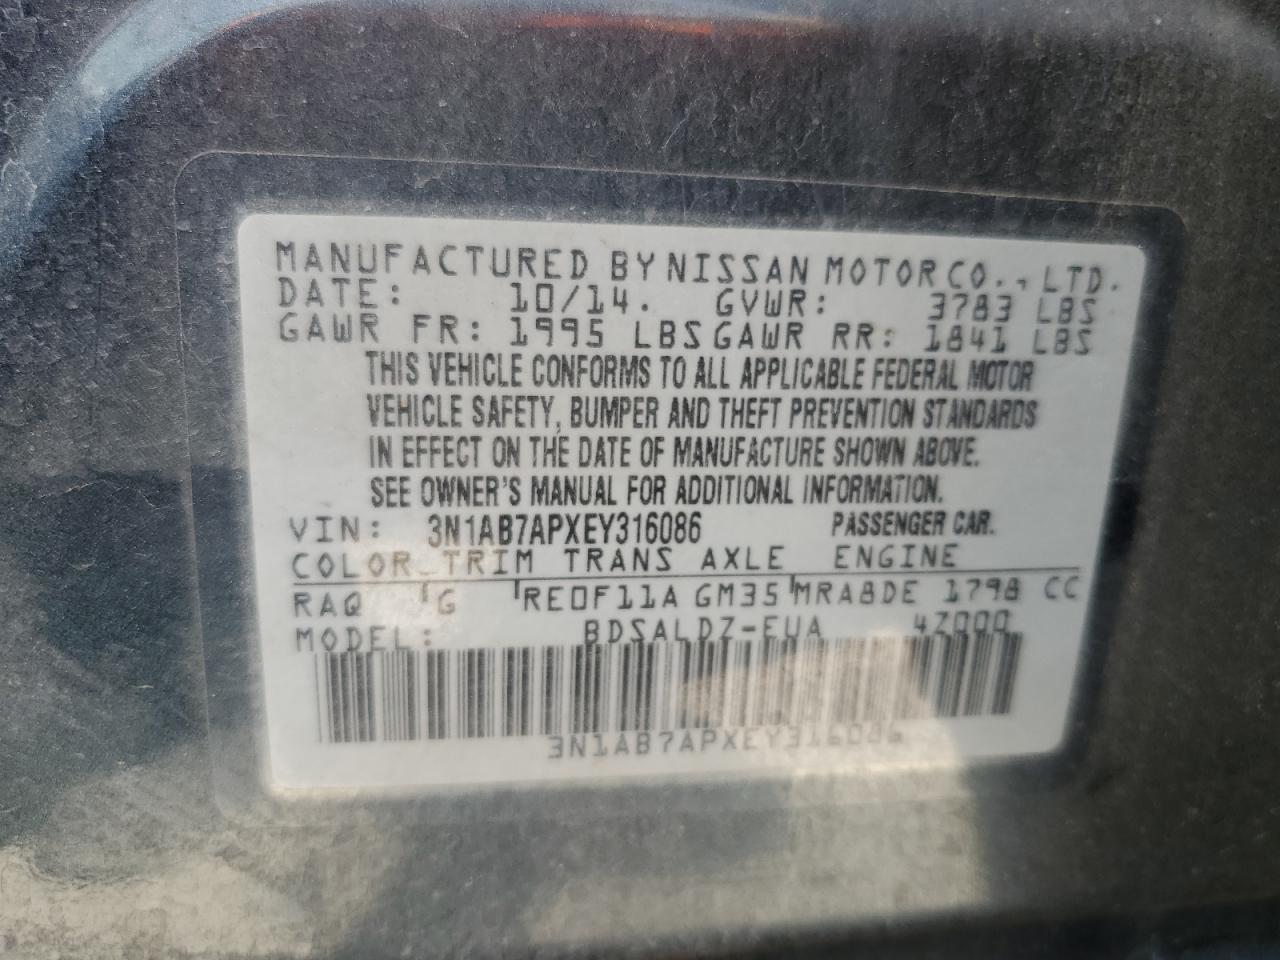 MANUFACTURED BY NISSAN MOTOR CO., LTD.
DATE: 10/14. GVWR: 3783 LBS
GAWR FR: 1995 LBS GAWR RR: 1841 LBS
THIS VEHICLE CONFORMS TO ALL APPLICABLE FEDERAL MOTOR
VEHICLE SAFETY, BUMPER AND THEFT PREVENTION STANDARDS
IN EFFECT ON THE DATE OF MANUFACTURE SHOWN ABOVE.
SEE OWNER'S MANUAL FOR ADDITIONAL INFORMATION.
VIN: 3N1AB7APXEY316086 PASSENGER CAR.
COLOR TRIM TRANS AXLE ENGINE
RAQ G RE0F11A GM35 MRA8DE 1798 CC
MODEL: BDSALDZ-EUA 4Z000
3N1AB7APXEY316086